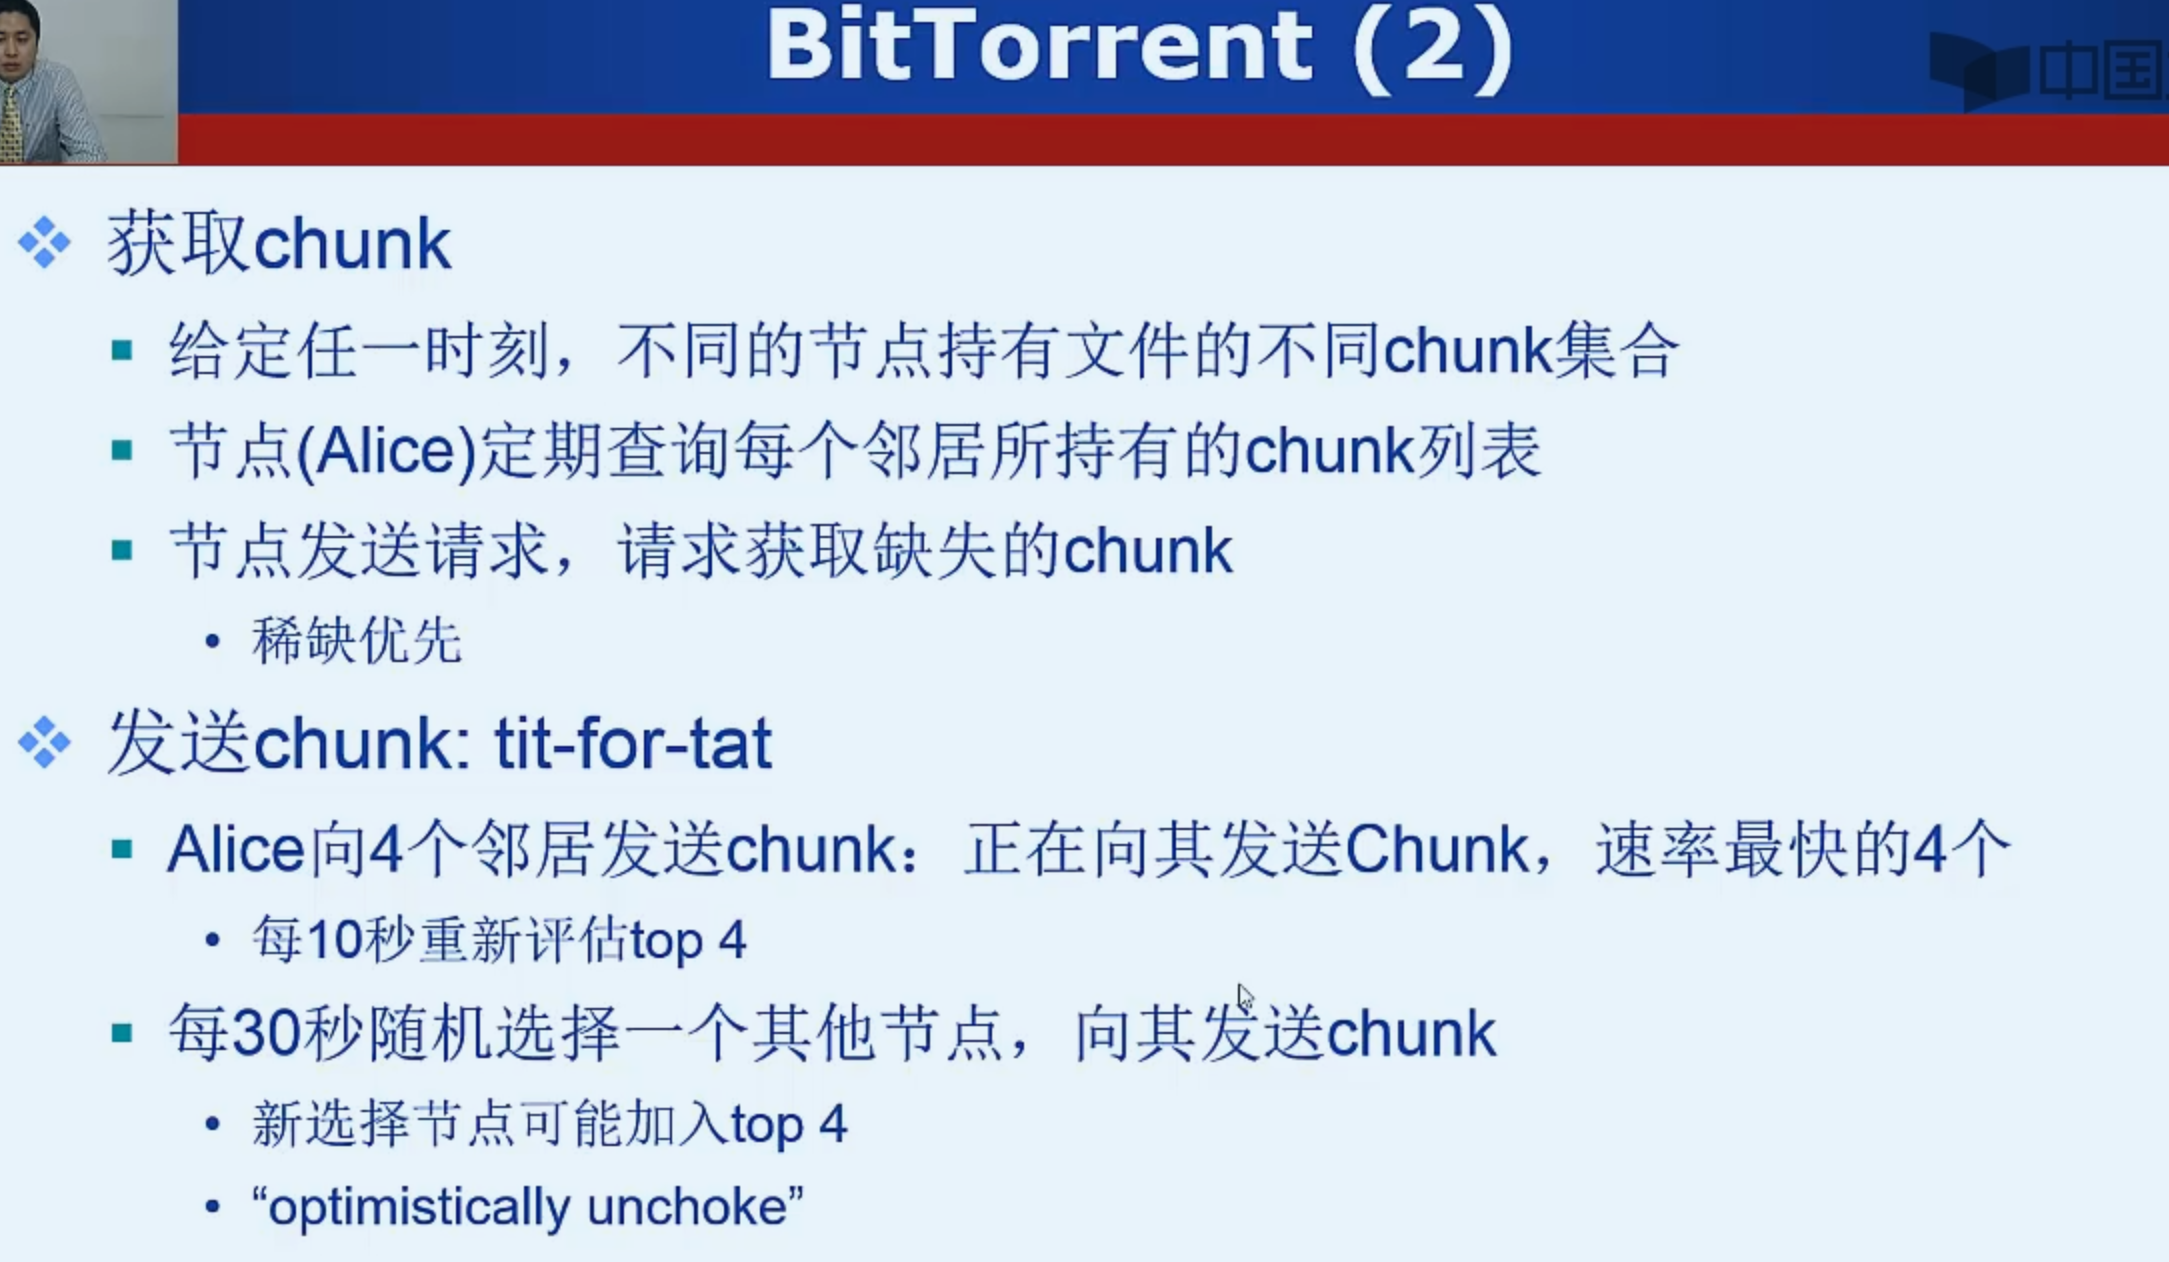 BitTorrent (2)
中国
获取chunk
给定任一时刻，不同的节点持有文件的不同chunk集合
节点(Alice)定期查询每个邻居所持有的chunk列表
节点发送请求，请求获取缺失的chunk
稀缺优先
发送chunk: tit-for-tat
Alice向4个邻居发送chunk：正在向其发送Chunk，速率最快的4个
每10秒重新评估top 4
每30秒随机选择一个其他节点，向其发送chunk
新选择节点可能加入top 4
“optimistically unchoke”